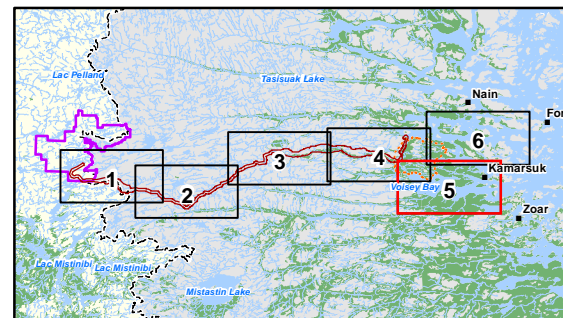 Lac Pelland
Tasisuak Lake
Nain
For
6
4
3
Kamarsuk
1
Voisey Bay
5
2
Zoar
Lac Mistinibi
Lac Mistinibi
Mistastin Lake